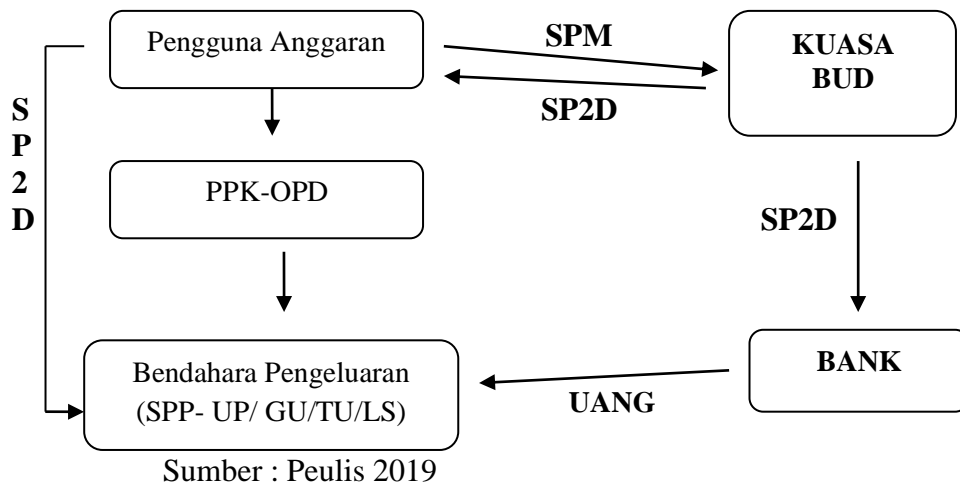 Pengguna Anggaran
SPM
KUASA
BUD
SP2D
SP2D
PPK-OPD
SP2D
Bendahara Pengeluaran
(SPP- UP/ GU/TU/LS)
UANG
BANK
Sumber : Peulis 2019